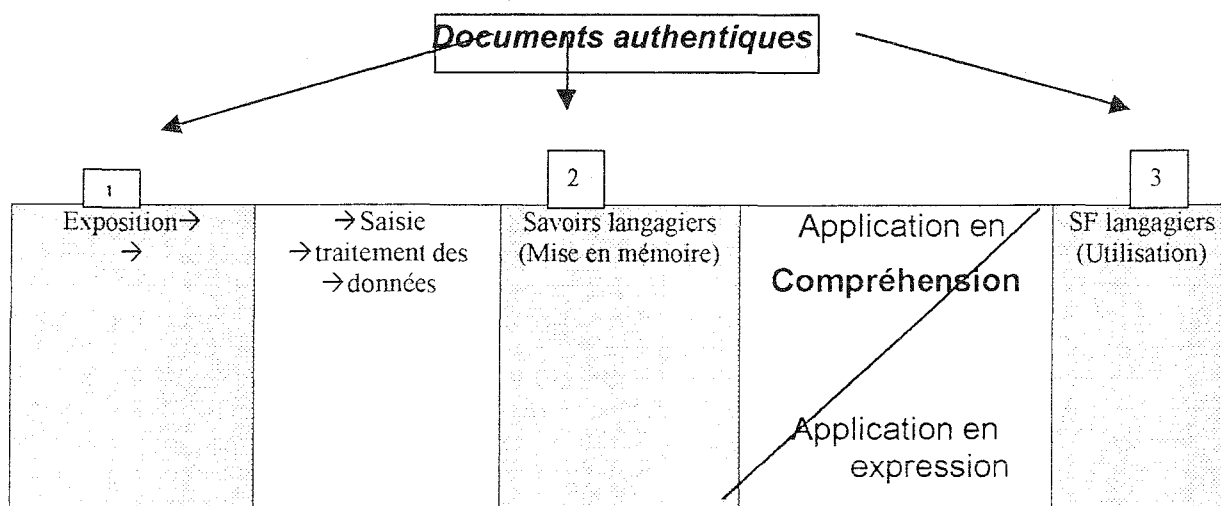 Documents authentiques
1
2
3
Exposition→
→
→Saisie
→traitement des
→données
Savoirs langagiers
(Mise en mémoire)
Application en
Compréhension
Application en
expression
SF langagiers
(Utilisation)